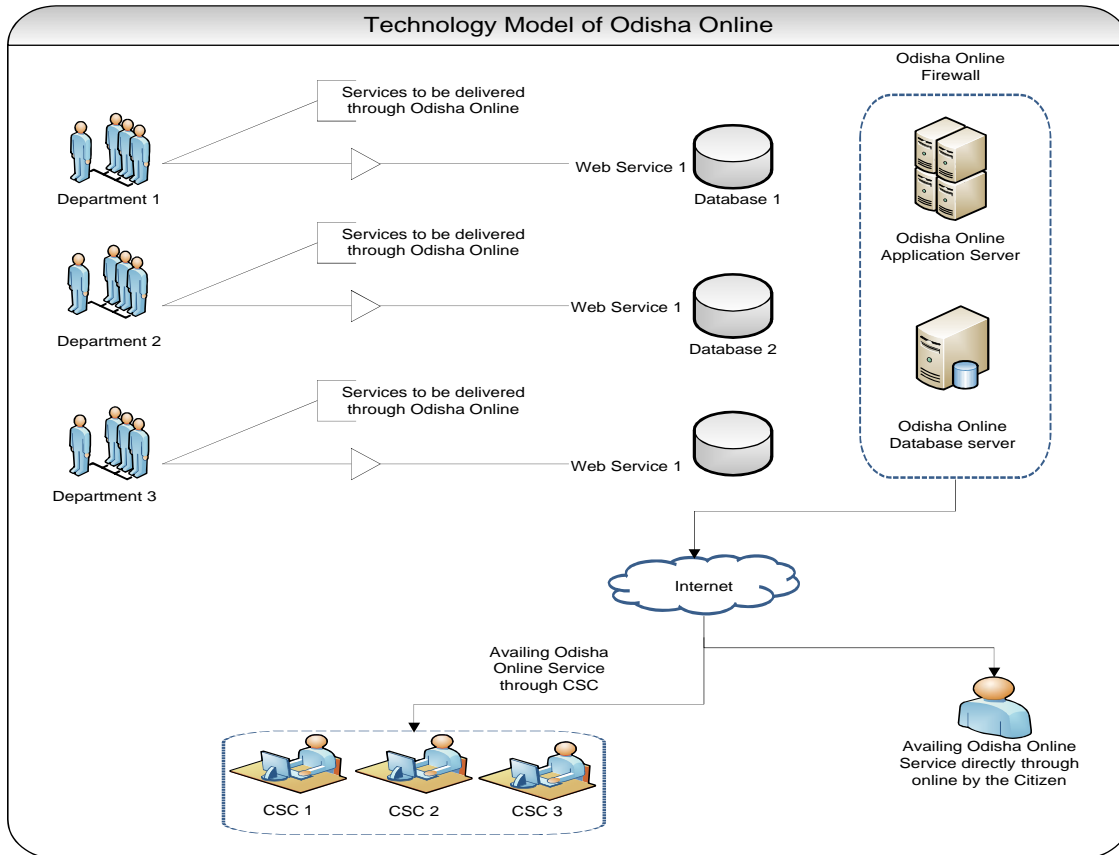 Technology Model of Odisha Online
Odisha Online
Firewall
Services to be delivered
through Odisha Online
Web Service 1
Department 1
Database 1
Services to be delivered
through Odisha Online
Odisha Online
Application Server
Web Service 1
Department 2
Database 2
Services to be delivered
through Odisha Online
Odisha Online
Database server
Web Service 1
Department 3
Internet
Availing Odisha
Online Service
through CSC
Availing Odisha Online
Service directly through
online by the Citizen
CSC 1
CSC 2
CSC 3